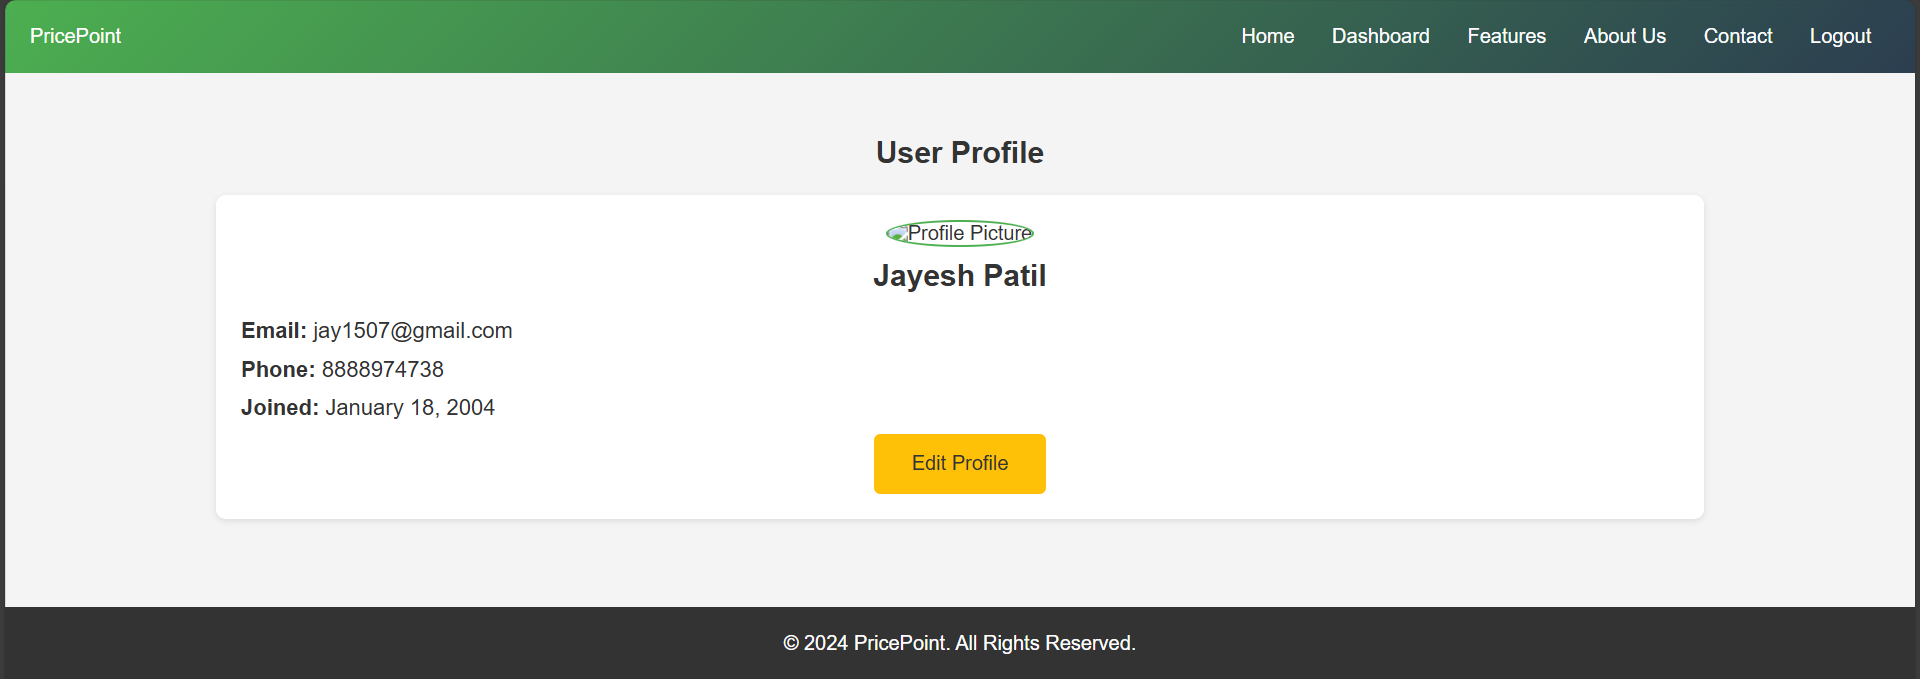 PricePoint Home Dashboard Features About Us Contact Logout
User Profile
Profile Picture
Jayesh Patil
Email: jay1507@gmail.com
Phone: 8888974738
Joined: January 18, 2004
Edit Profile
© 2024 PricePoint. All Rights Reserved.